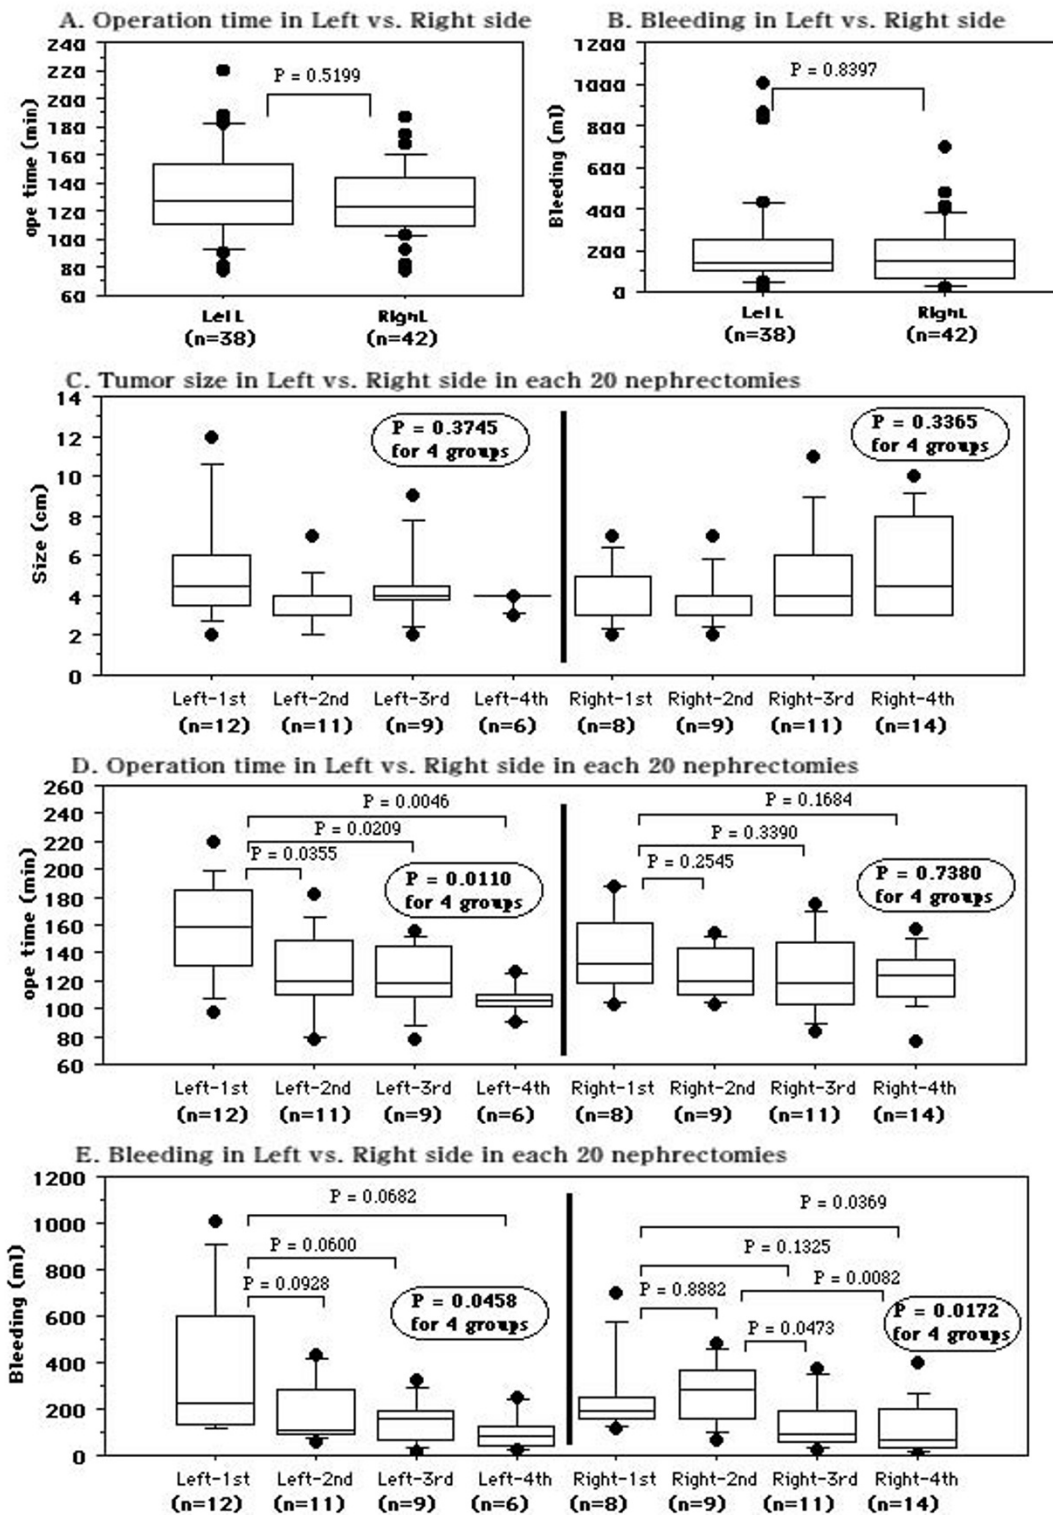 A. Operation time in Left vs. Right side
B. Bleeding in Left vs. Right side
ope time (min)
240
220
200
180
160
140
120
100
80
60
P = 0.5199
Left
(n=38)
Right
(n=42)
Bleeding (ml)
1200
1000
800
600
400
200
0
P = 0.8397
Left
(n=38)
Right
(n=42)
C. Tumor size in Left vs. Right side in each 20 nephrectomies
Size (cm)
14
12
10
8
6
4
2
0
P = 0.3745
for 4 groups
P = 0.3365
for 4 groups
Left-1st Left-2nd Left-3rd Left-4th Right-1st Right-2nd Right-3rd Right-4th
(n=12) (n=11) (n=9) (n=6) (n=8) (n=9) (n=11) (n=14)
D. Operation time in Left vs. Right side in each 20 nephrectomies
ope time (min)
260
240
220
200
180
160
140
120
100
80
60
P = 0.0046
P = 0.0209
P = 0.0355
P = 0.0110
for 4 groups
P = 0.1684
P = 0.3390
P = 0.2545
P = 0.7380
for 4 groups
Left-1st Left-2nd Left-3rd Left-4th Right-1st Right-2nd Right-3rd Right-4th
(n=12) (n=11) (n=9) (n=6) (n=8) (n=9) (n=11) (n=14)
E. Bleeding in Left vs. Right side in each 20 nephrectomies
Bleeding (ml)
1200
1000
800
600
400
200
0
P = 0.0682
P = 0.0600
P = 0.0928
P = 0.0458
for 4 groups
P = 0.0369
P = 0.1325
P = 0.0082
P = 0.8882
P = 0.0473
P = 0.0172
for 4 groups
Left-1st Left-2nd Left-3rd Left-4th Right-1st Right-2nd Right-3rd Right-4th
(n=12) (n=11) (n=9) (n=6) (n=8) (n=9) (n=11) (n=14)